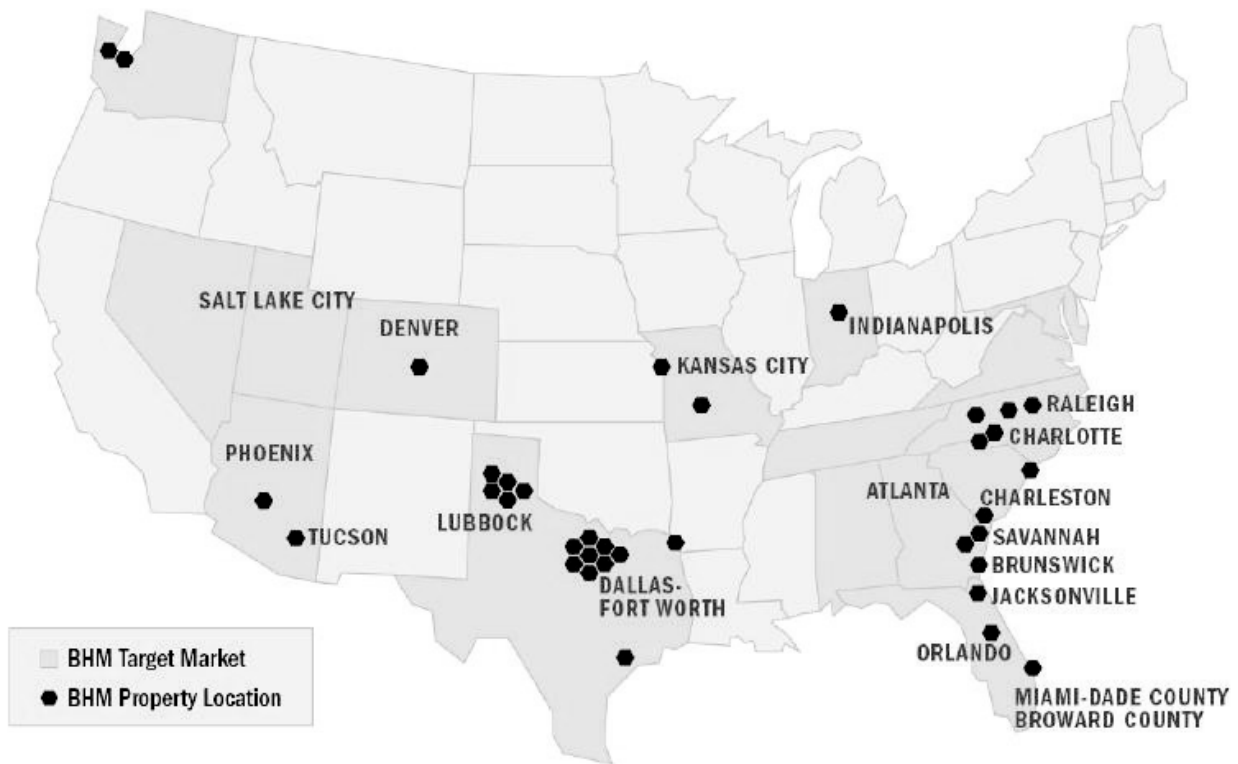 SALT LAKE CITY
DENVER
INDIANAPOLIS
KANSAS CITY
RALEIGH
CHARLOTTE
PHOENIX
ATLANTA
CHARLESTON
LUBBOCK
TUCSON
SAVANNAH
BRUNSWICK
DALLAS-
FORT WORTH
JACKSONVILLE
ORLANDO
MIAMI-DADE COUNTY
BROWARD COUNTY
BHM Target Market
BHM Property Location